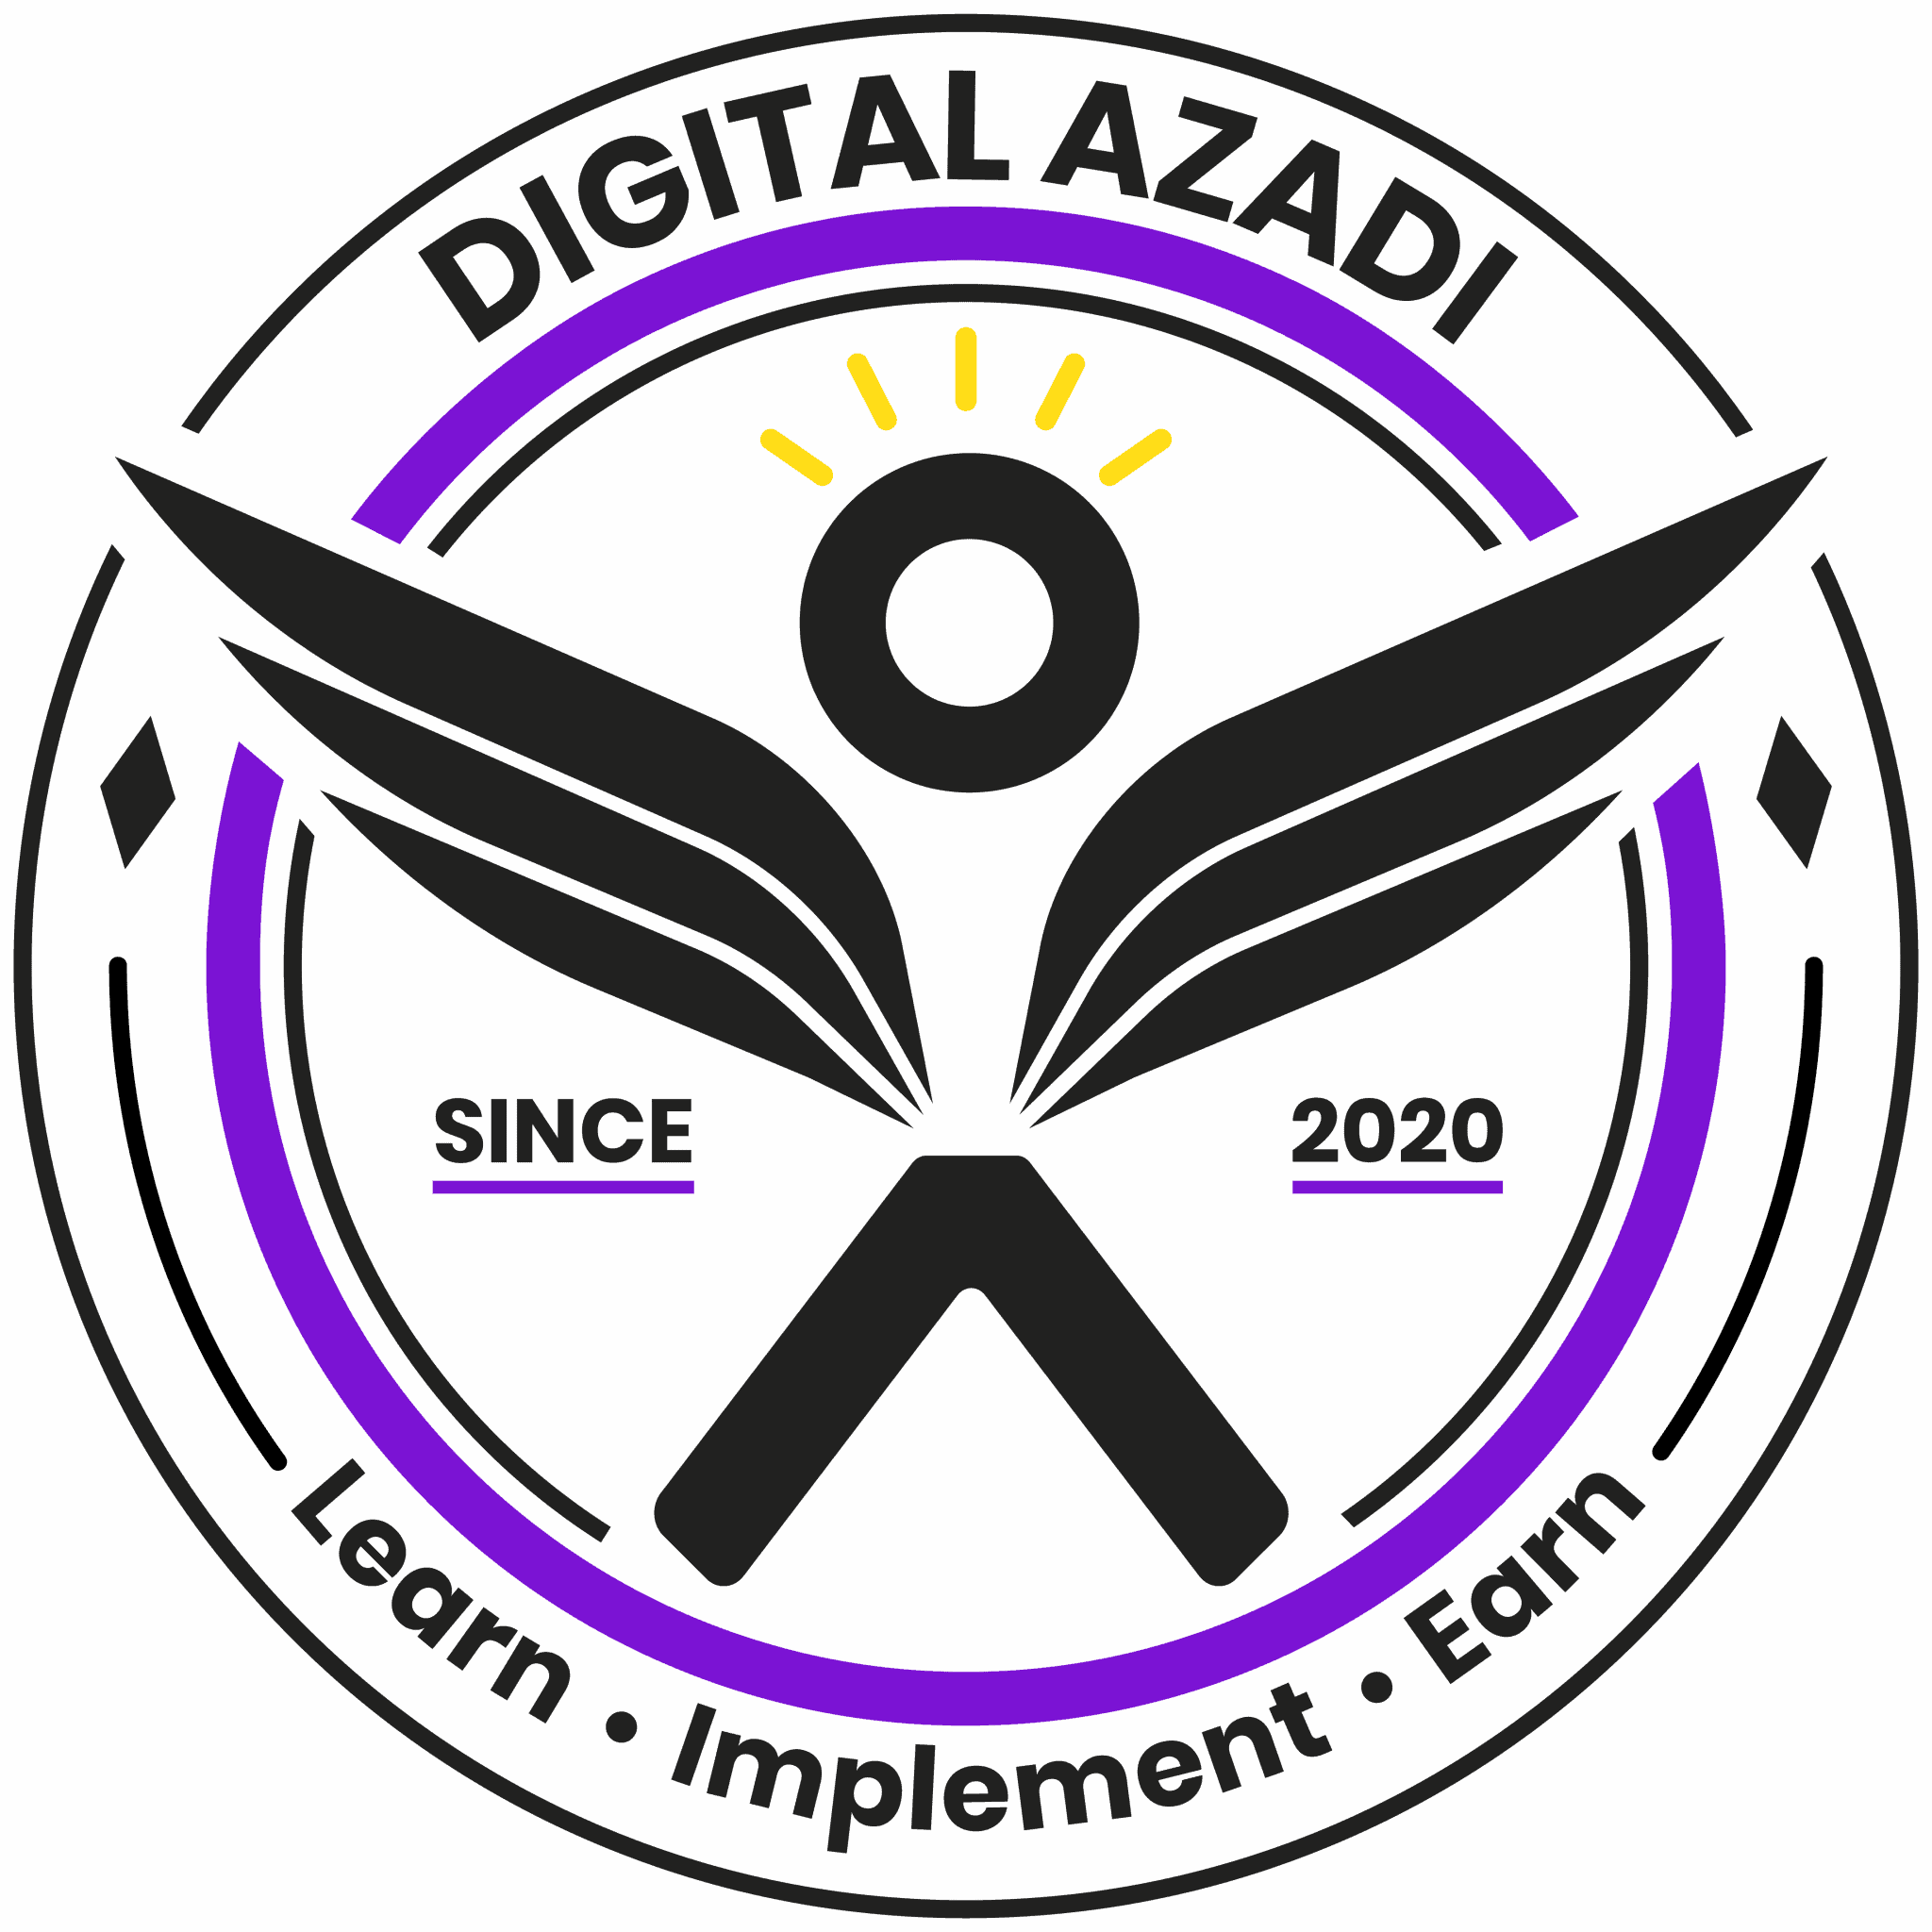 DIGITAL AZADI
SINCE 2020
Learn • Implement • Earn